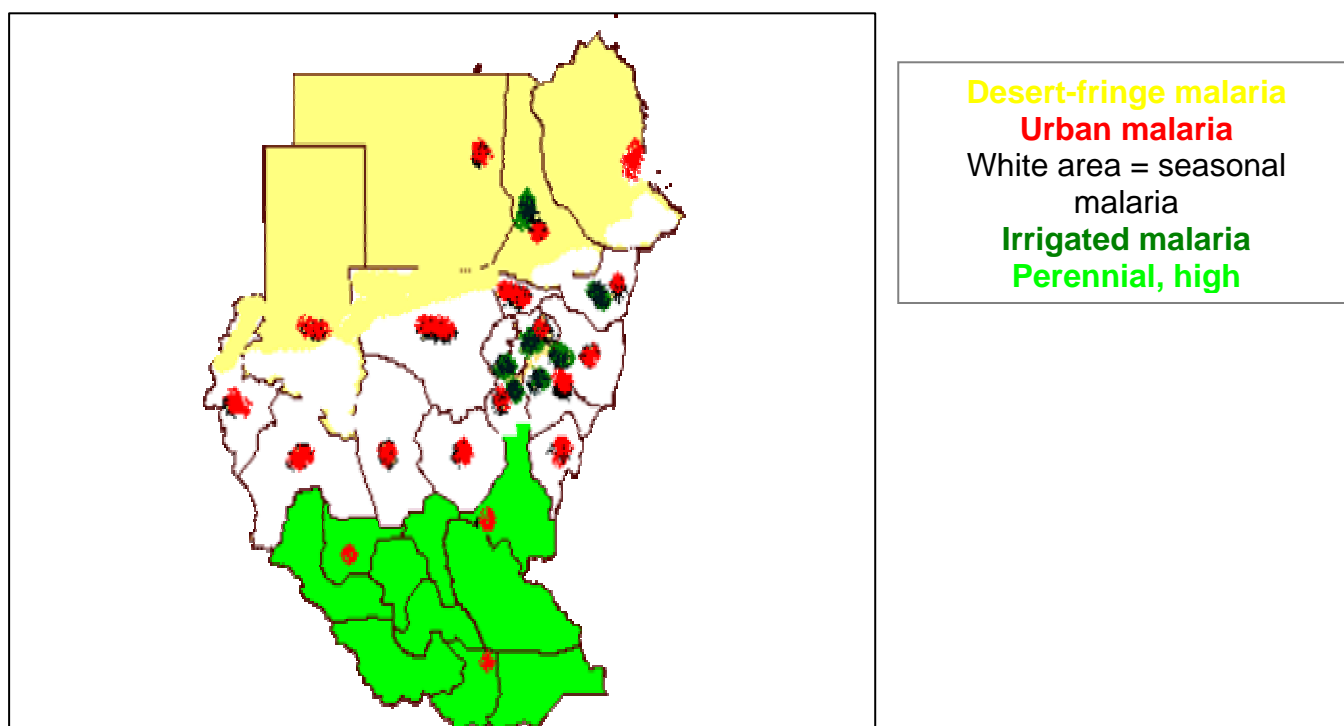 Desert-fringe malaria
Urban malaria
White area = seasonal
malaria
Irrigated malaria
Perennial, high